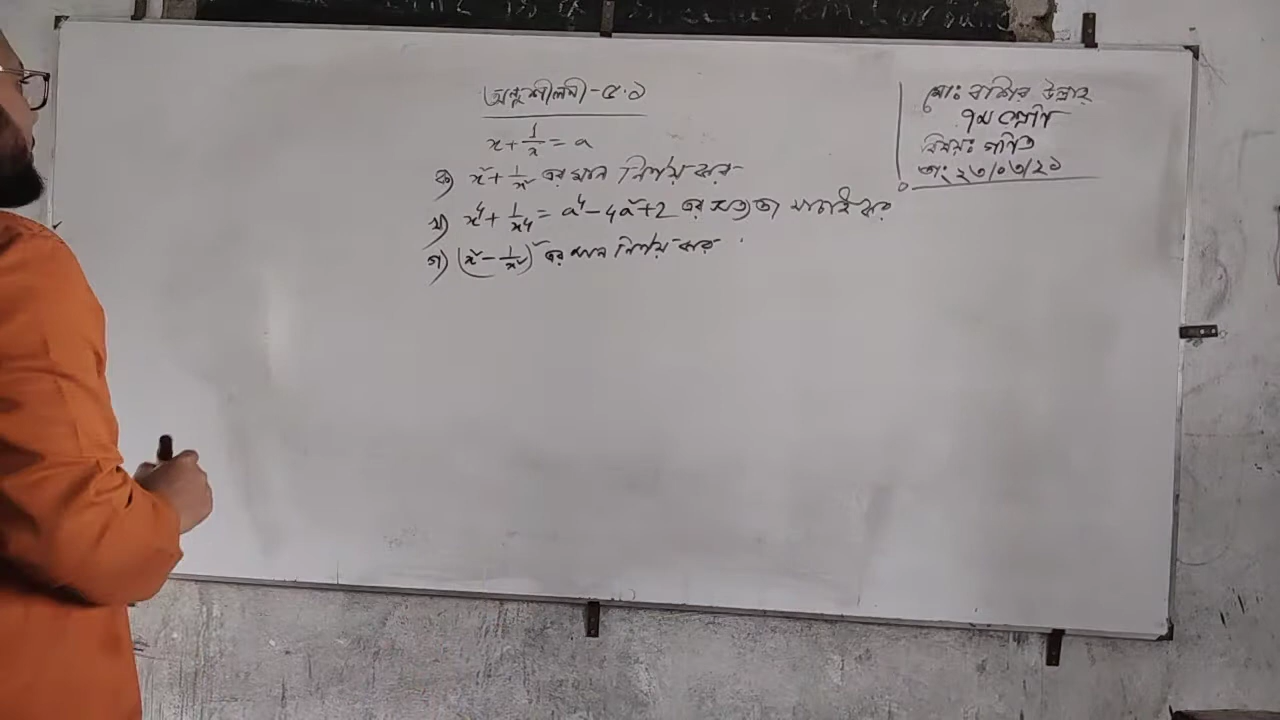 অনুশীলনী-৫.১
x + 1/x = a
ক) x² + 1/x² এর মান নির্ণয় কর
খ) x⁴ + 1/x⁴ = a⁴ - 4a² + 2 এর সত্যতা যাচাই কর
গ) (x² - 1/x²)² এর মান নির্ণয় কর
মোঃ বাশির উল্লাহ
৭ম শ্রেণি
বিষয়ঃ গণিত
তাং ২৩/০৩/২১